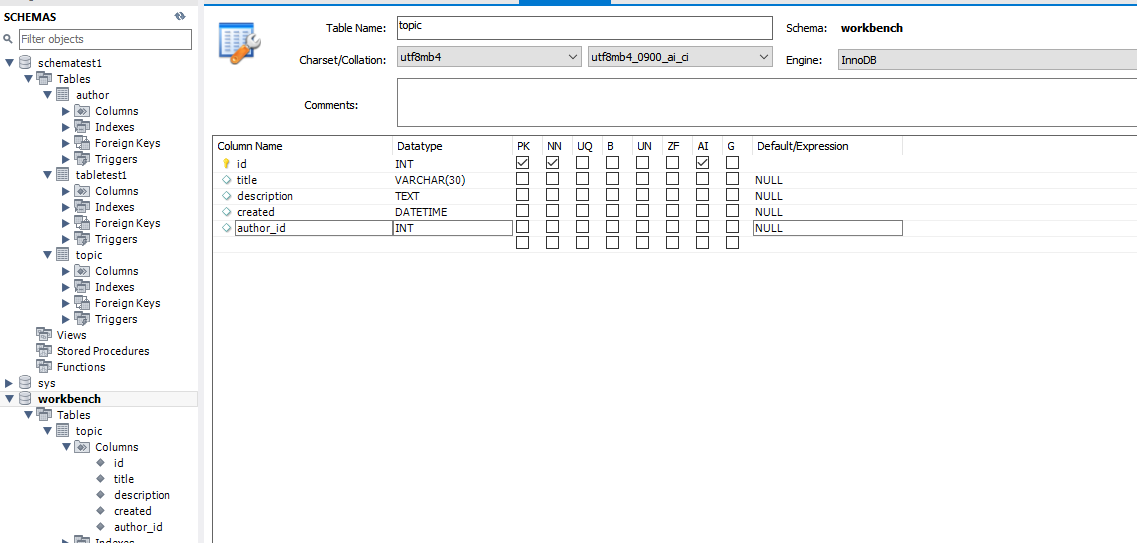 SCHEMAS
Filter objects
schematest1
Tables
author
Columns
Indexes
Foreign Keys
Triggers
tabletest1
Columns
Indexes
Foreign Keys
Triggers
topic
Columns
Indexes
Foreign Keys
Triggers
Views
Stored Procedures
Functions
sys
workbench
Tables
topic
Columns
id
title
description
created
author_id
Indexes
Table Name: topic Schema: workbench
Charset/Collation: utf8mb4 utf8mb4_0900_ai_ci Engine: InnoDB
Comments:
Column Name Datatype PK NN UQ B UN ZF AI G Default/Expression
id INT
title VARCHAR(30) NULL
description TEXT NULL
created DATETIME NULL
author_id INT NULL